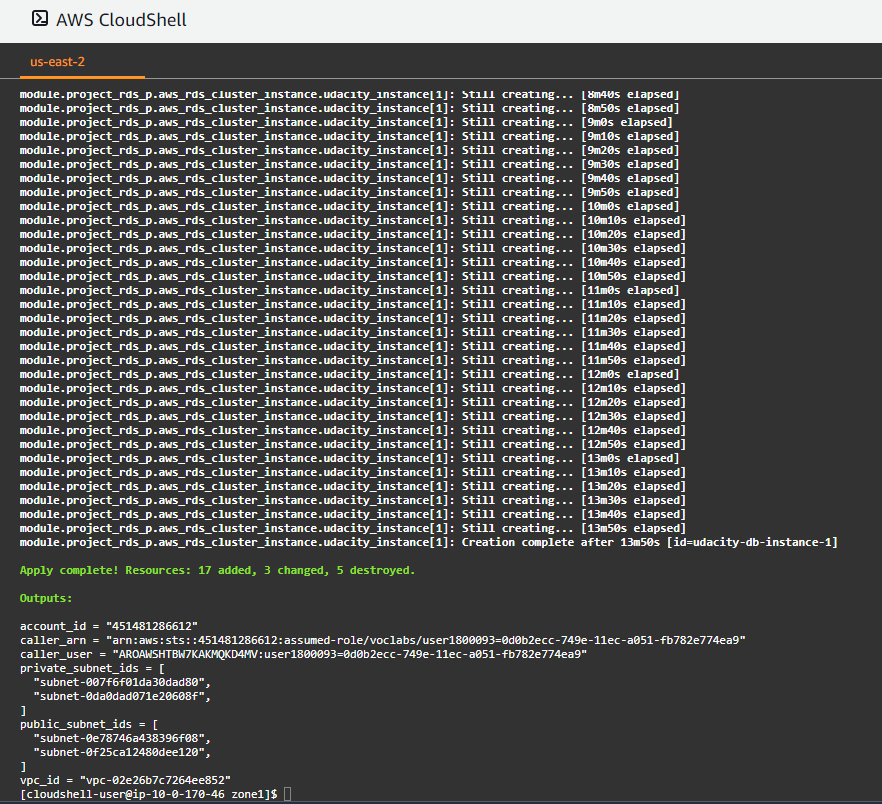 AWS CloudShell
us-east-2
module.project_rds_p.aws_rds_cluster_instance.udacity_instance[1]: Still creating... [8m40s elapsed]
module.project_rds_p.aws_rds_cluster_instance.udacity_instance[1]: Still creating... [8m50s elapsed]
module.project_rds_p.aws_rds_cluster_instance.udacity_instance[1]: Still creating... [9m0s elapsed]
module.project_rds_p.aws_rds_cluster_instance.udacity_instance[1]: Still creating... [9m10s elapsed]
module.project_rds_p.aws_rds_cluster_instance.udacity_instance[1]: Still creating... [9m20s elapsed]
module.project_rds_p.aws_rds_cluster_instance.udacity_instance[1]: Still creating... [9m30s elapsed]
module.project_rds_p.aws_rds_cluster_instance.udacity_instance[1]: Still creating... [9m40s elapsed]
module.project_rds_p.aws_rds_cluster_instance.udacity_instance[1]: Still creating... [9m50s elapsed]
module.project_rds_p.aws_rds_cluster_instance.udacity_instance[1]: Still creating... [10m0s elapsed]
module.project_rds_p.aws_rds_cluster_instance.udacity_instance[1]: Still creating... [10m10s elapsed]
module.project_rds_p.aws_rds_cluster_instance.udacity_instance[1]: Still creating... [10m20s elapsed]
module.project_rds_p.aws_rds_cluster_instance.udacity_instance[1]: Still creating... [10m30s elapsed]
module.project_rds_p.aws_rds_cluster_instance.udacity_instance[1]: Still creating... [10m40s elapsed]
module.project_rds_p.aws_rds_cluster_instance.udacity_instance[1]: Still creating... [10m50s elapsed]
module.project_rds_p.aws_rds_cluster_instance.udacity_instance[1]: Still creating... [11m0s elapsed]
module.project_rds_p.aws_rds_cluster_instance.udacity_instance[1]: Still creating... [11m10s elapsed]
module.project_rds_p.aws_rds_cluster_instance.udacity_instance[1]: Still creating... [11m20s elapsed]
module.project_rds_p.aws_rds_cluster_instance.udacity_instance[1]: Still creating... [11m30s elapsed]
module.project_rds_p.aws_rds_cluster_instance.udacity_instance[1]: Still creating... [11m40s elapsed]
module.project_rds_p.aws_rds_cluster_instance.udacity_instance[1]: Still creating... [11m50s elapsed]
module.project_rds_p.aws_rds_cluster_instance.udacity_instance[1]: Still creating... [12m0s elapsed]
module.project_rds_p.aws_rds_cluster_instance.udacity_instance[1]: Still creating... [12m10s elapsed]
module.project_rds_p.aws_rds_cluster_instance.udacity_instance[1]: Still creating... [12m20s elapsed]
module.project_rds_p.aws_rds_cluster_instance.udacity_instance[1]: Still creating... [12m30s elapsed]
module.project_rds_p.aws_rds_cluster_instance.udacity_instance[1]: Still creating... [12m40s elapsed]
module.project_rds_p.aws_rds_cluster_instance.udacity_instance[1]: Still creating... [12m50s elapsed]
module.project_rds_p.aws_rds_cluster_instance.udacity_instance[1]: Still creating... [13m0s elapsed]
module.project_rds_p.aws_rds_cluster_instance.udacity_instance[1]: Still creating... [13m10s elapsed]
module.project_rds_p.aws_rds_cluster_instance.udacity_instance[1]: Still creating... [13m20s elapsed]
module.project_rds_p.aws_rds_cluster_instance.udacity_instance[1]: Still creating... [13m30s elapsed]
module.project_rds_p.aws_rds_cluster_instance.udacity_instance[1]: Still creating... [13m40s elapsed]
module.project_rds_p.aws_rds_cluster_instance.udacity_instance[1]: Still creating... [13m50s elapsed]
module.project_rds_p.aws_rds_cluster_instance.udacity_instance[1]: Creation complete after 13m50s [id=udacity-db-instance-1]
Apply complete! Resources: 17 added, 3 changed, 5 destroyed.
Outputs:
account_id = "451481286612"
caller_arn = "arn:aws:sts::451481286612:assumed-role/voclabs/user1800093=0d0b2ecc-749e-11ec-a051-fb782e774ea9"
caller_user = "AROAWSHTBW7KAKMQKD4MV:user1800093=0d0b2ecc-749e-11ec-a051-fb782e774ea9"
private_subnet_ids = [
"subnet-007f6f01da30dad80",
"subnet-0da0dad071e20608f",
]
public_subnet_ids = [
"subnet-0e78746a438396f08",
"subnet-0f25ca12480dee120",
]
vpc_id = "vpc-02e26b7c7264ee852"
[cloudshell-user@ip-10-0-170-46 zone1]$